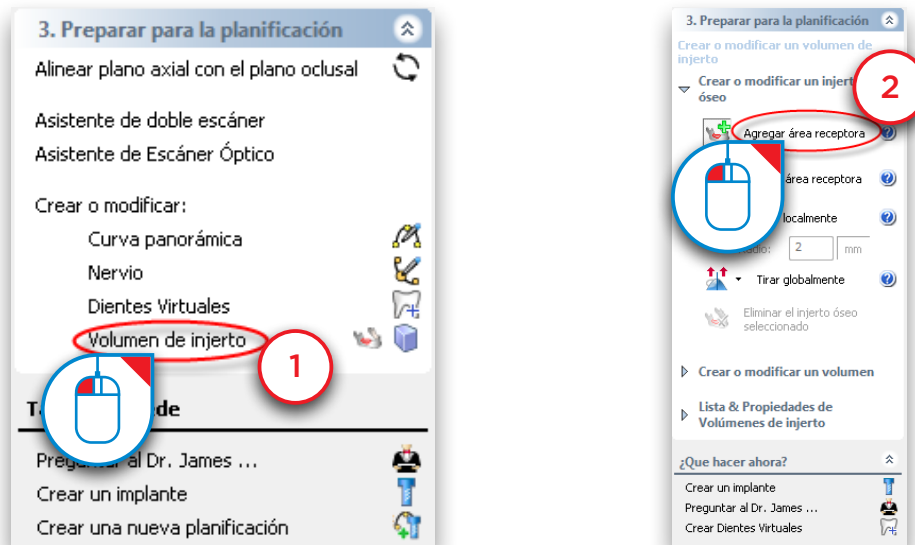 3. Preparar para la planificación
Alinear plano axial con el plano oclusal
Asistente de doble escáner
Asistente de Escáner Óptico
Crear o modificar:
Curva panorámica
Nervio
Dientes Virtuales
Volumen de injerto
1
de
al Dr. James ...
Crear un implante
Crear una nueva planificación
3. Preparar para la planificación
Crear o modificar un volumen de
injerto
Crear o modificar un injert
óseo
2
Agregar área receptora
área receptora
localmente
2 mm
Tirar globalmente
Eliminar el injerto óseo
seleccionado
Crear o modificar un volumen
Lista & Propiedades de
Volúmenes de injerto
¿Que hacer ahora?
Crear un implante
Preguntar al Dr. James ...
Crear Dientes Virtuales